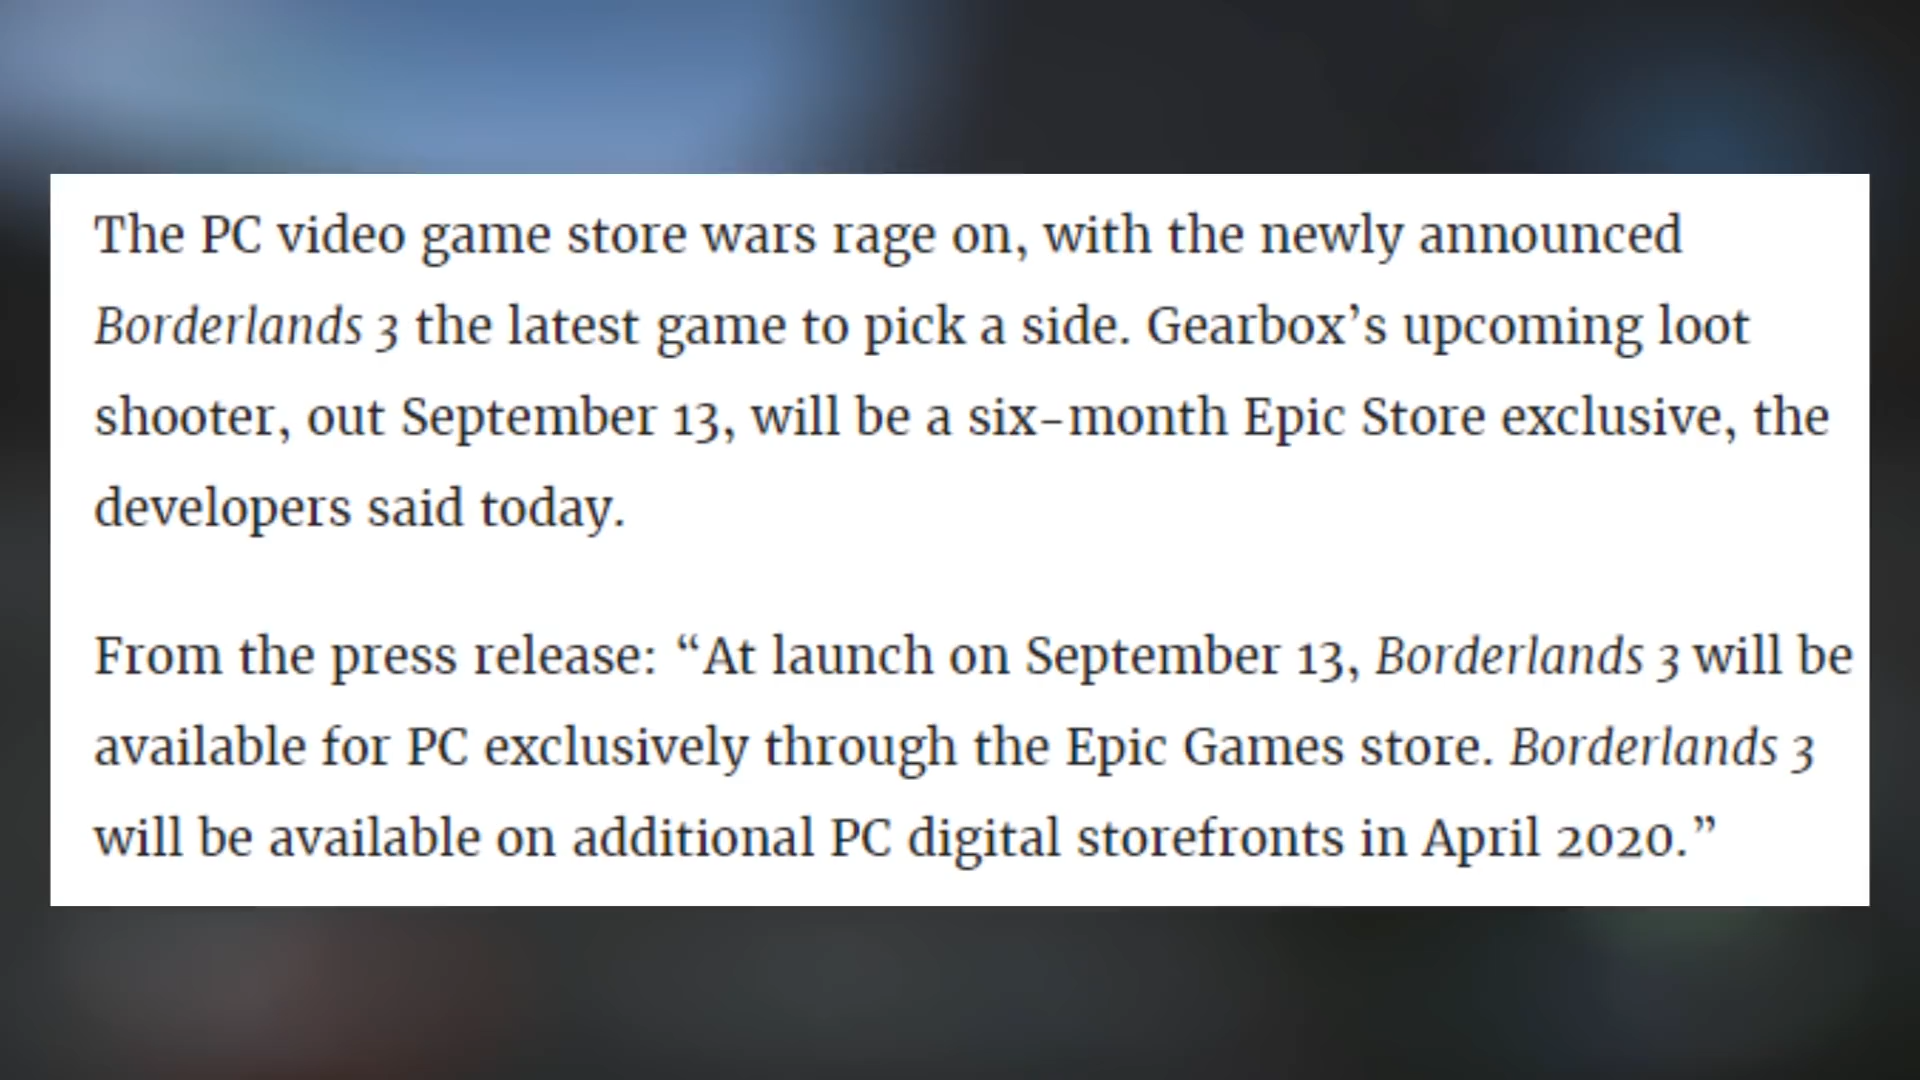 The PC video game store wars rage on, with the newly announced
Borderlands 3 the latest game to pick a side. Gearbox’s upcoming loot
shooter, out September 13, will be a six-month Epic Store exclusive, the
developers said today.
From the press release: “At launch on September 13, Borderlands 3 will be
available for PC exclusively through the Epic Games store. Borderlands 3
will be available on additional PC digital storefronts in April 2020.”